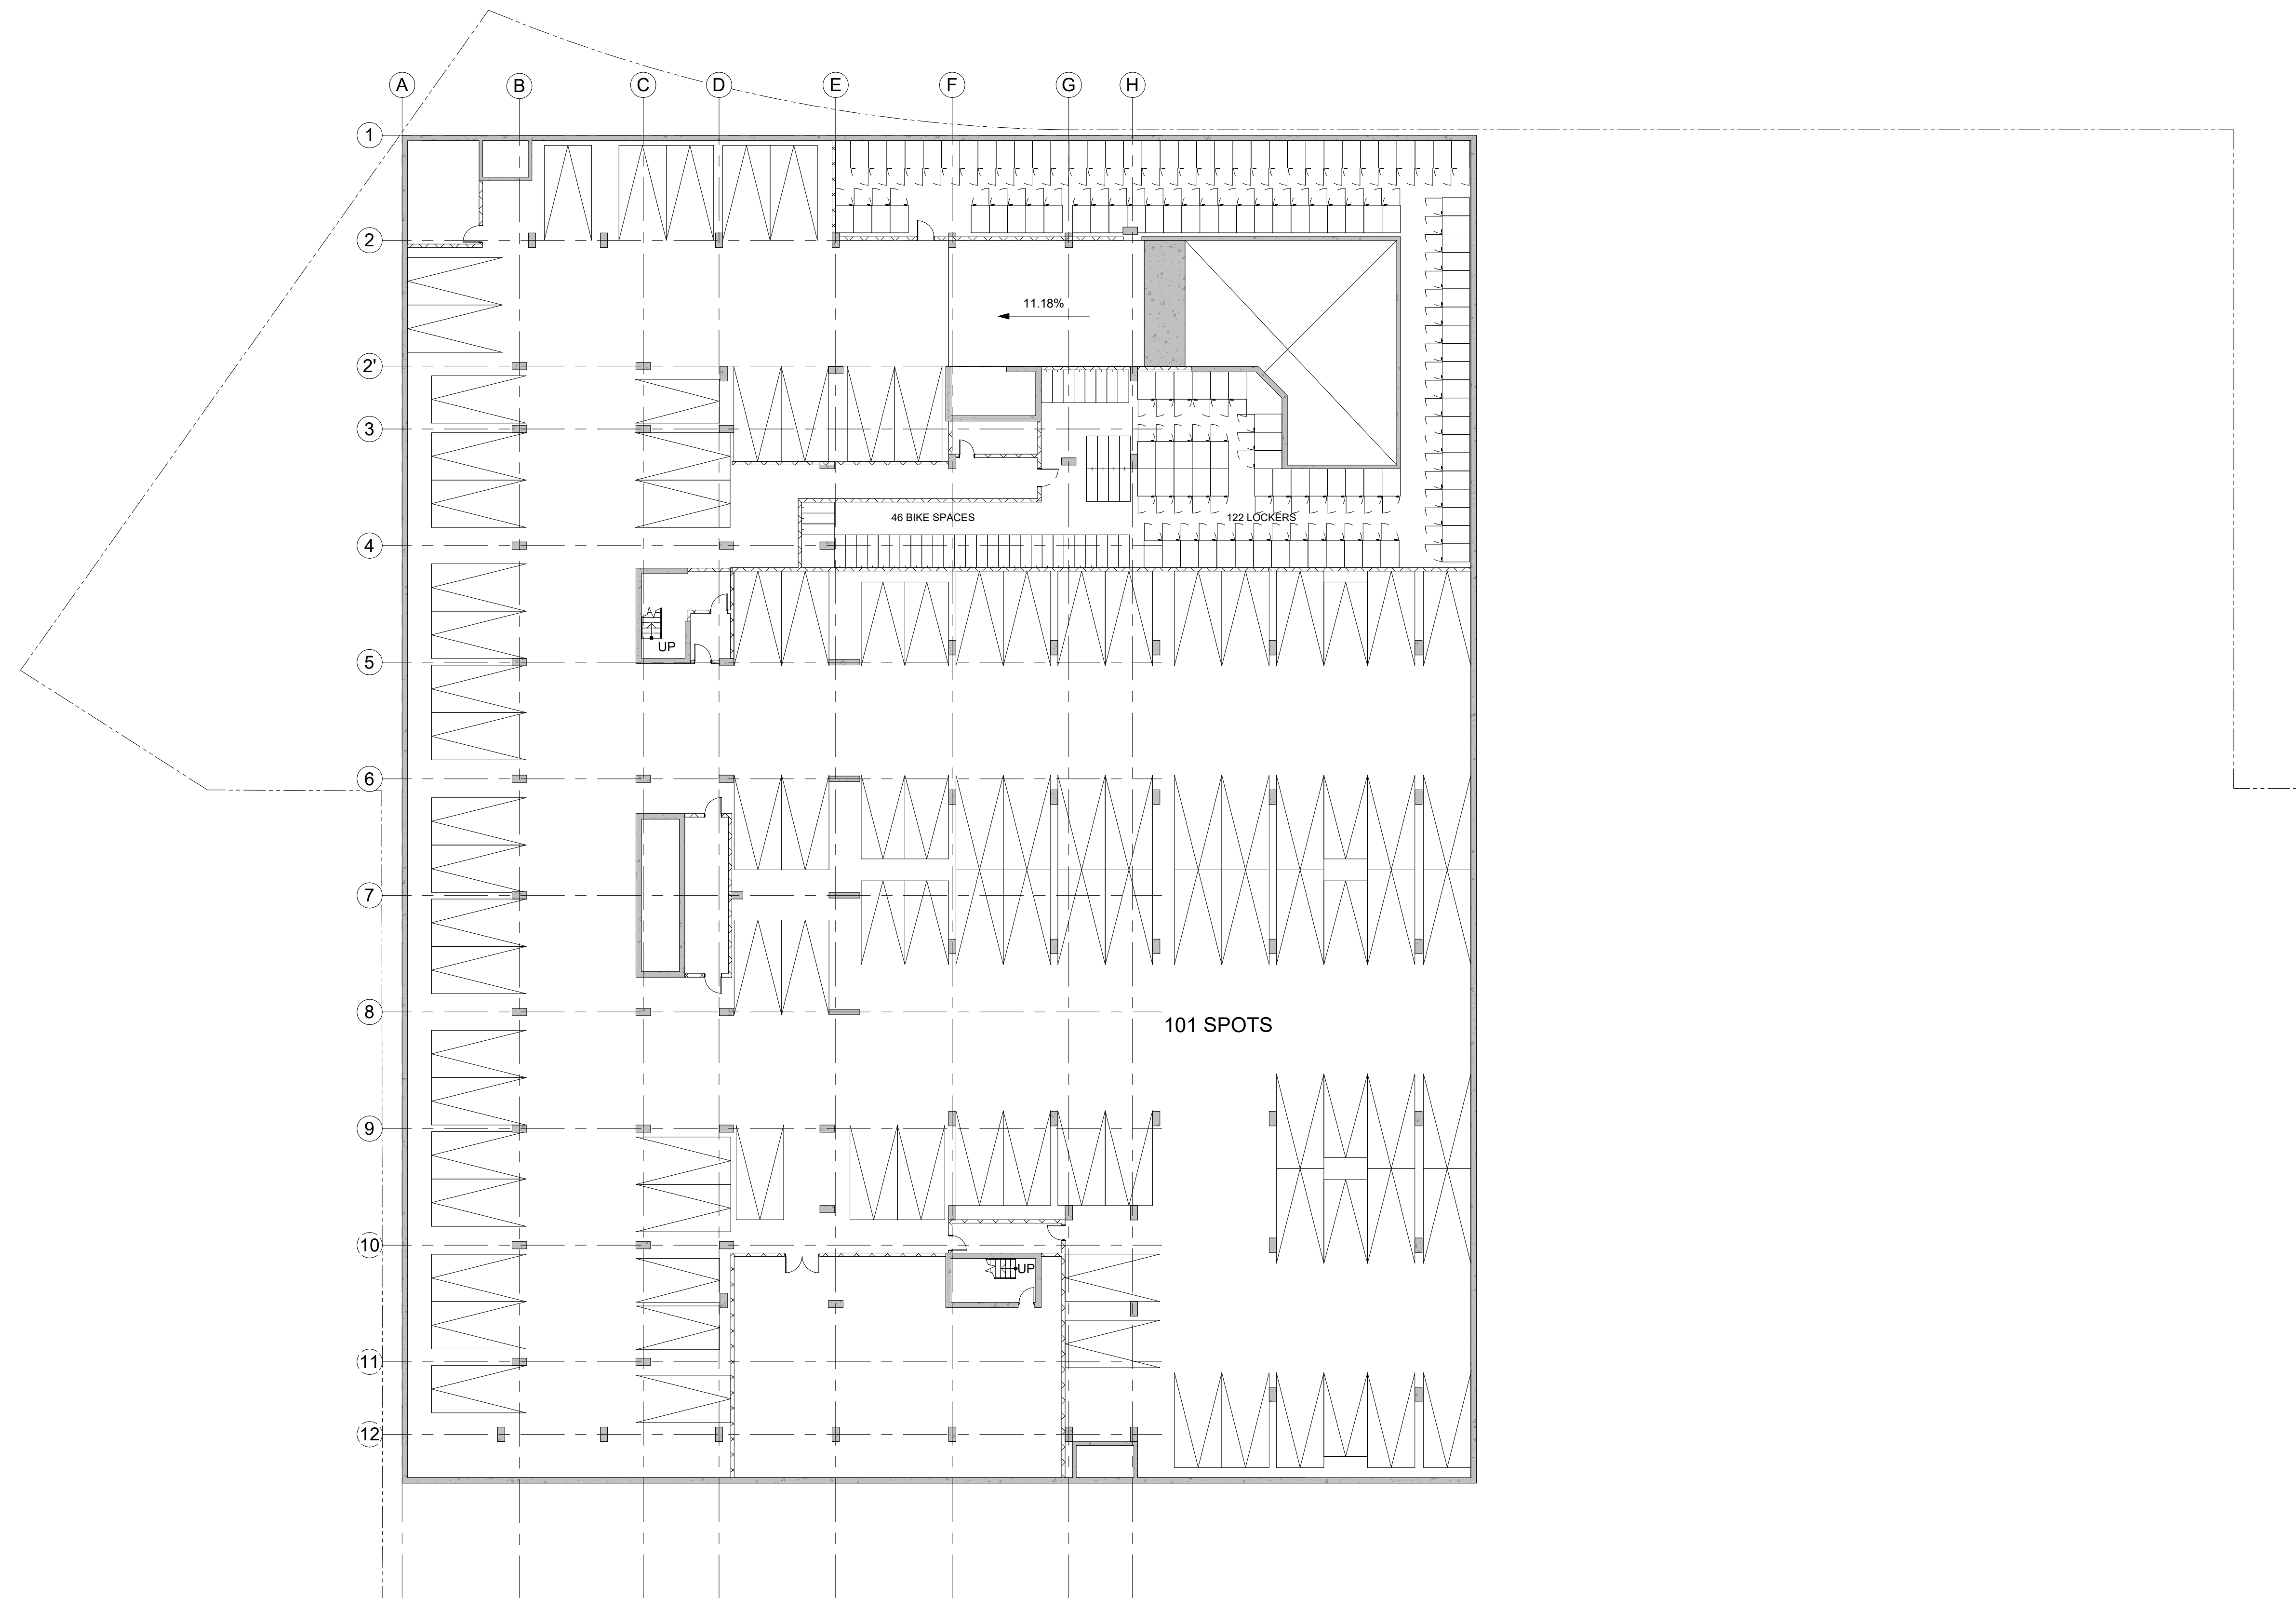 A
B
C
D
E
F
G
H
1
2
11.18%
2'
3
46 BIKE SPACES
122 LOCKERS
4
UP
5
6
7
8
101 SPOTS
9
10
UP
11
12